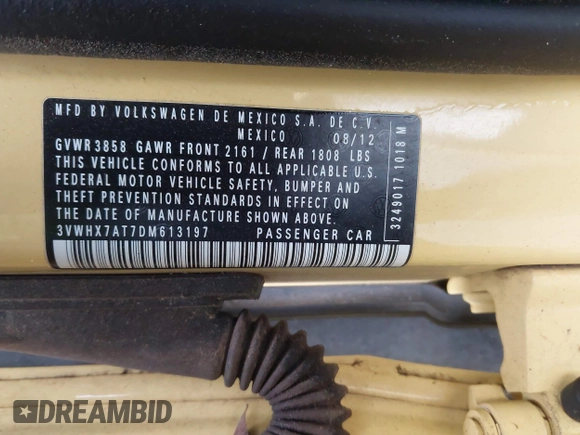 MFD BY VOLKSWAGEN DE MEXICO S.A. DE C.V.
MEXICO 08/12
GVWR3858 GAWR FRONT 2161 / REAR 1808 LBS
THIS VEHICLE CONFORMS TO ALL APPLICABLE U.S.
FEDERAL MOTOR VEHICLE SAFETY, BUMPER AND
THEFT PREVENTION STANDARDS IN EFFECT ON
THE DATE OF MANUFACTURE SHOWN ABOVE
3VWHX7AT7DM613197 PASSENGER CAR
3249017 1018 M
DREAMBID